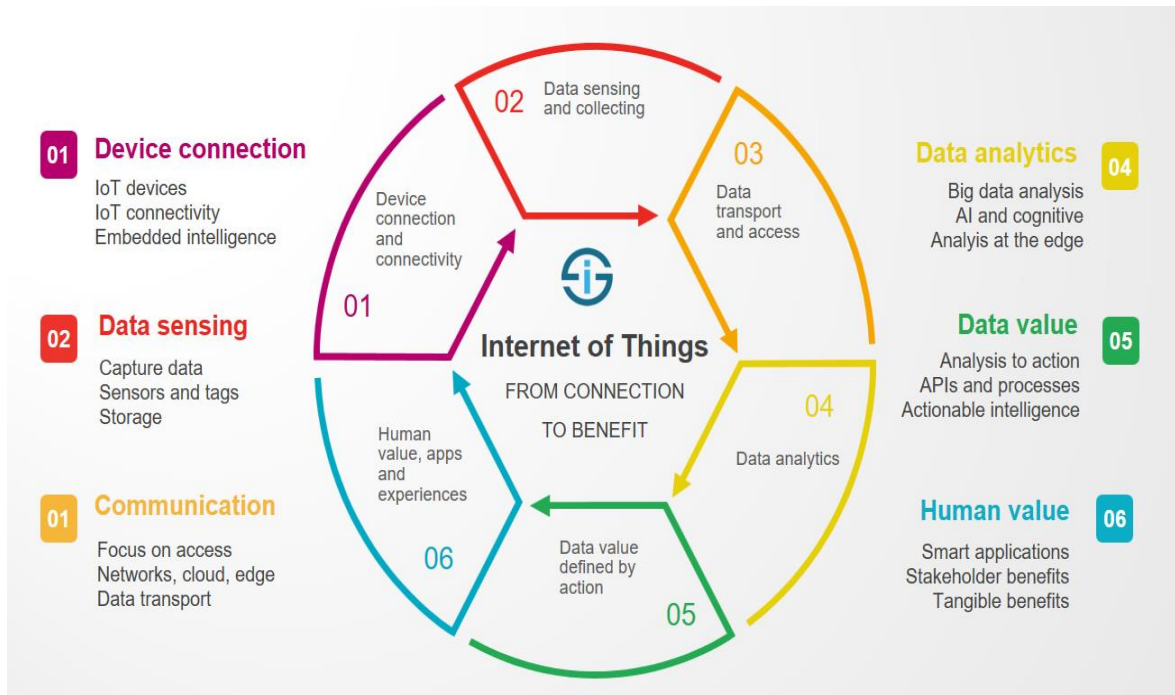 01 Device connection
IoT devices
IoT connectivity
Embedded intelligence
02 Data sensing
Capture data
Sensors and tags
Storage
01 Communication
Focus on access
Networks, cloud, edge
Data transport
01
Device
connection
and
connectivity
02
Data sensing
and collecting
03
Data
transport
and access
04
Data analytics
05
Data value
defined by
action
06
Human
value, apps
and
experiences
Internet of Things
FROM CONNECTION
TO BENEFIT
Data analytics 04
Big data analysis
AI and cognitive
Analyis at the edge
Data value 05
Analysis to action
APIs and processes
Actionable intelligence
Human value 06
Smart applications
Stakeholder benefits
Tangible benefits